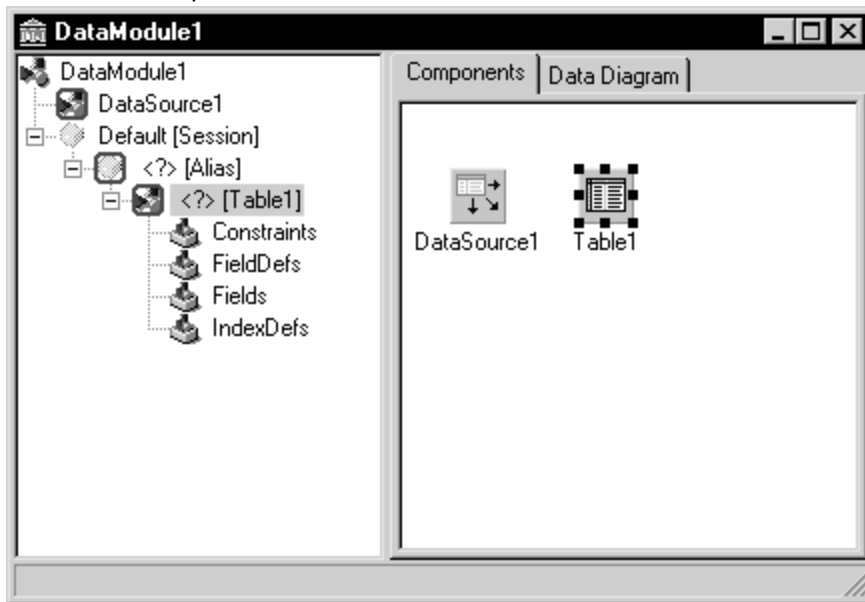 DataModule1
DataModule1
DataSource1
Default [Session]
<?> [Alias]
<?> [Table1]
Constraints
FieldDefs
Fields
IndexDefs
Components
Data Diagram
DataSource1
Table1